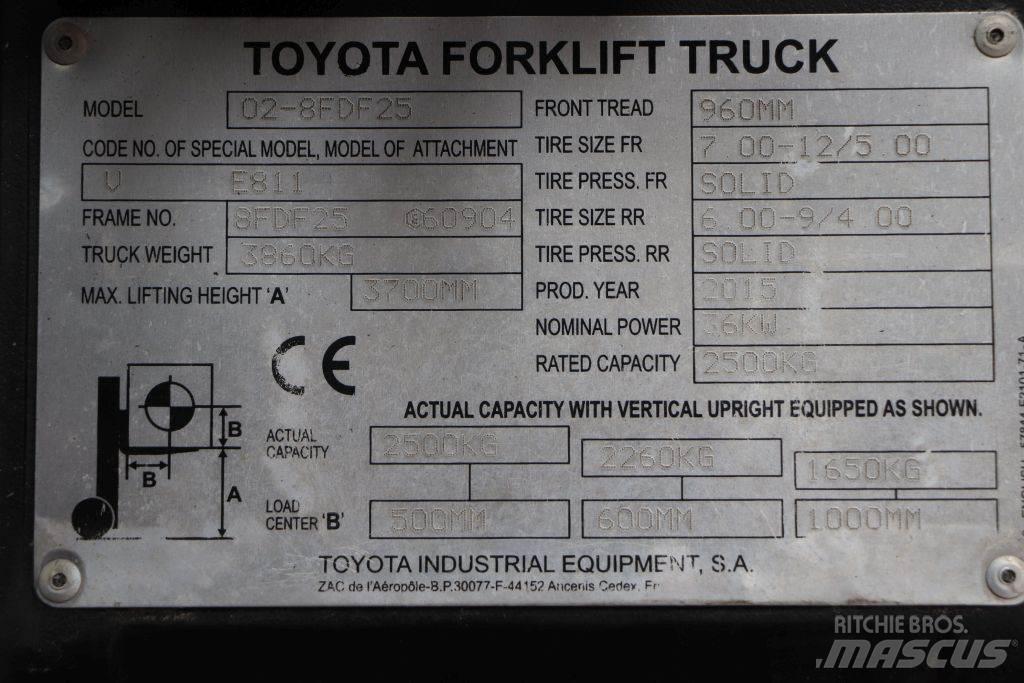 TOYOTA FORKLIFT TRUCK
MODEL 02-8FDF25
CODE NO. OF SPECIAL MODEL, MODEL OF ATTACHMENT
V E811
FRAME NO. 8FDF25 60904
TRUCK WEIGHT 3860KG
MAX. LIFTING HEIGHT 'A' 3700MM
FRONT TREAD 960MM
TIRE SIZE FR 7.00-12/5.00
TIRE PRESS. FR SOLID
TIRE SIZE RR 6.00-9/4.00
TIRE PRESS. RR SOLID
PROD. YEAR 2015
NOMINAL POWER 36KW
RATED CAPACITY 2500KG
CE
B
B
A
ACTUAL CAPACITY WITH VERTICAL UPRIGHT EQUIPPED AS SHOWN.
ACTUAL
CAPACITY 2500KG 2260KG 1650KG
LOAD
CENTER 'B' 500MM 600MM 1000MM
TOYOTA INDUSTRIAL EQUIPMENT, S.A.
ZAC de l'Aéropôle-B.P.30077-F-44152 Ancenis Cedex,
RITCHIE BROS.
MASCUS